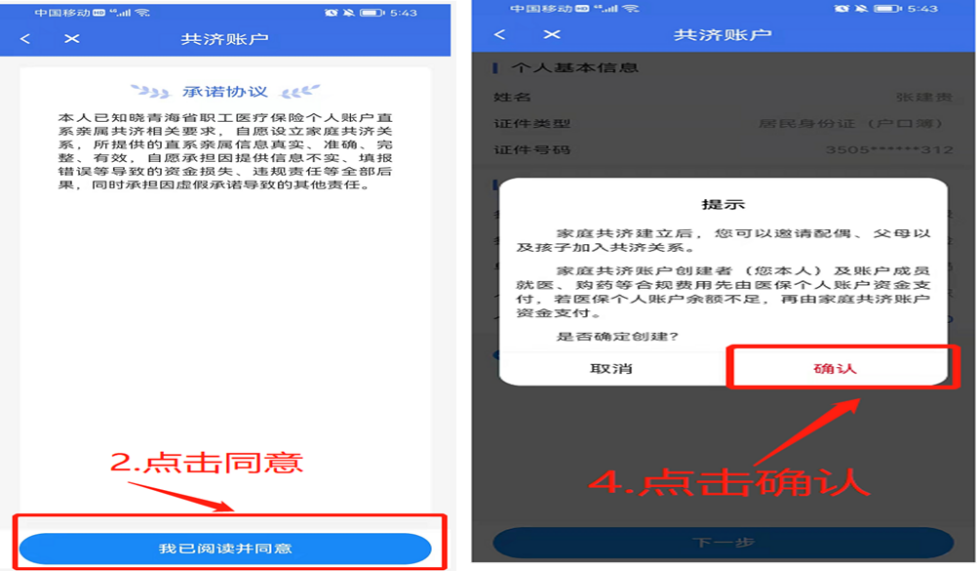 中国移动 HD 4G 5:43
共济账户
承诺协议
本人已知晓青海省职工医疗保险个人账户直
系亲属共济相关要求，自愿设立家庭共济关
系，所提供的直系亲属信息真实、准确、完
整、有效，自愿承担因提供信息不实、填报
错误等导致的资金损失、违规责任等全部后
果，同时承担因虚假承诺导致的其他责任。
2.点击同意
我已阅读并同意
中国移动 HD 4G 5:43
共济账户
个人基本信息
姓名 张建贵
证件类型 居民身份证（户口簿）
证件号码 3505******312
提示
家庭共济建立后，您可以邀请配偶、父母以
及孩子加入共济关系。
家庭共济账户创建者（您本人）及账户成员
就医、购药等合规费用先由医保个人账户资金支
付，若医保个人账户余额不足，再由家庭共济账户
资金支付。
是否确定创建？
取消 确认
4.点击确认
下一步